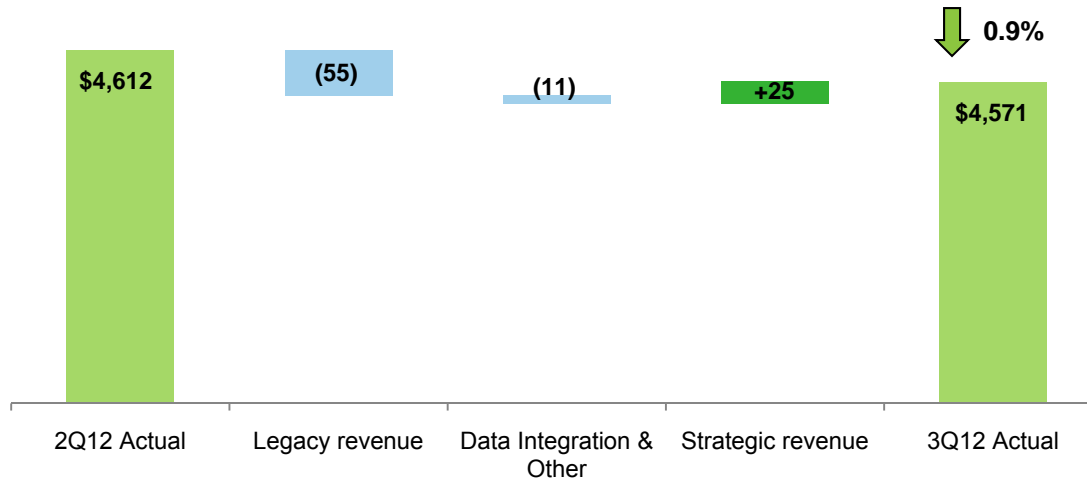 0.9%
$4,612
(55)
(11)
+25
$4,571
2Q12 Actual
Legacy revenue
Data Integration &
Other
Strategic revenue
3Q12 Actual